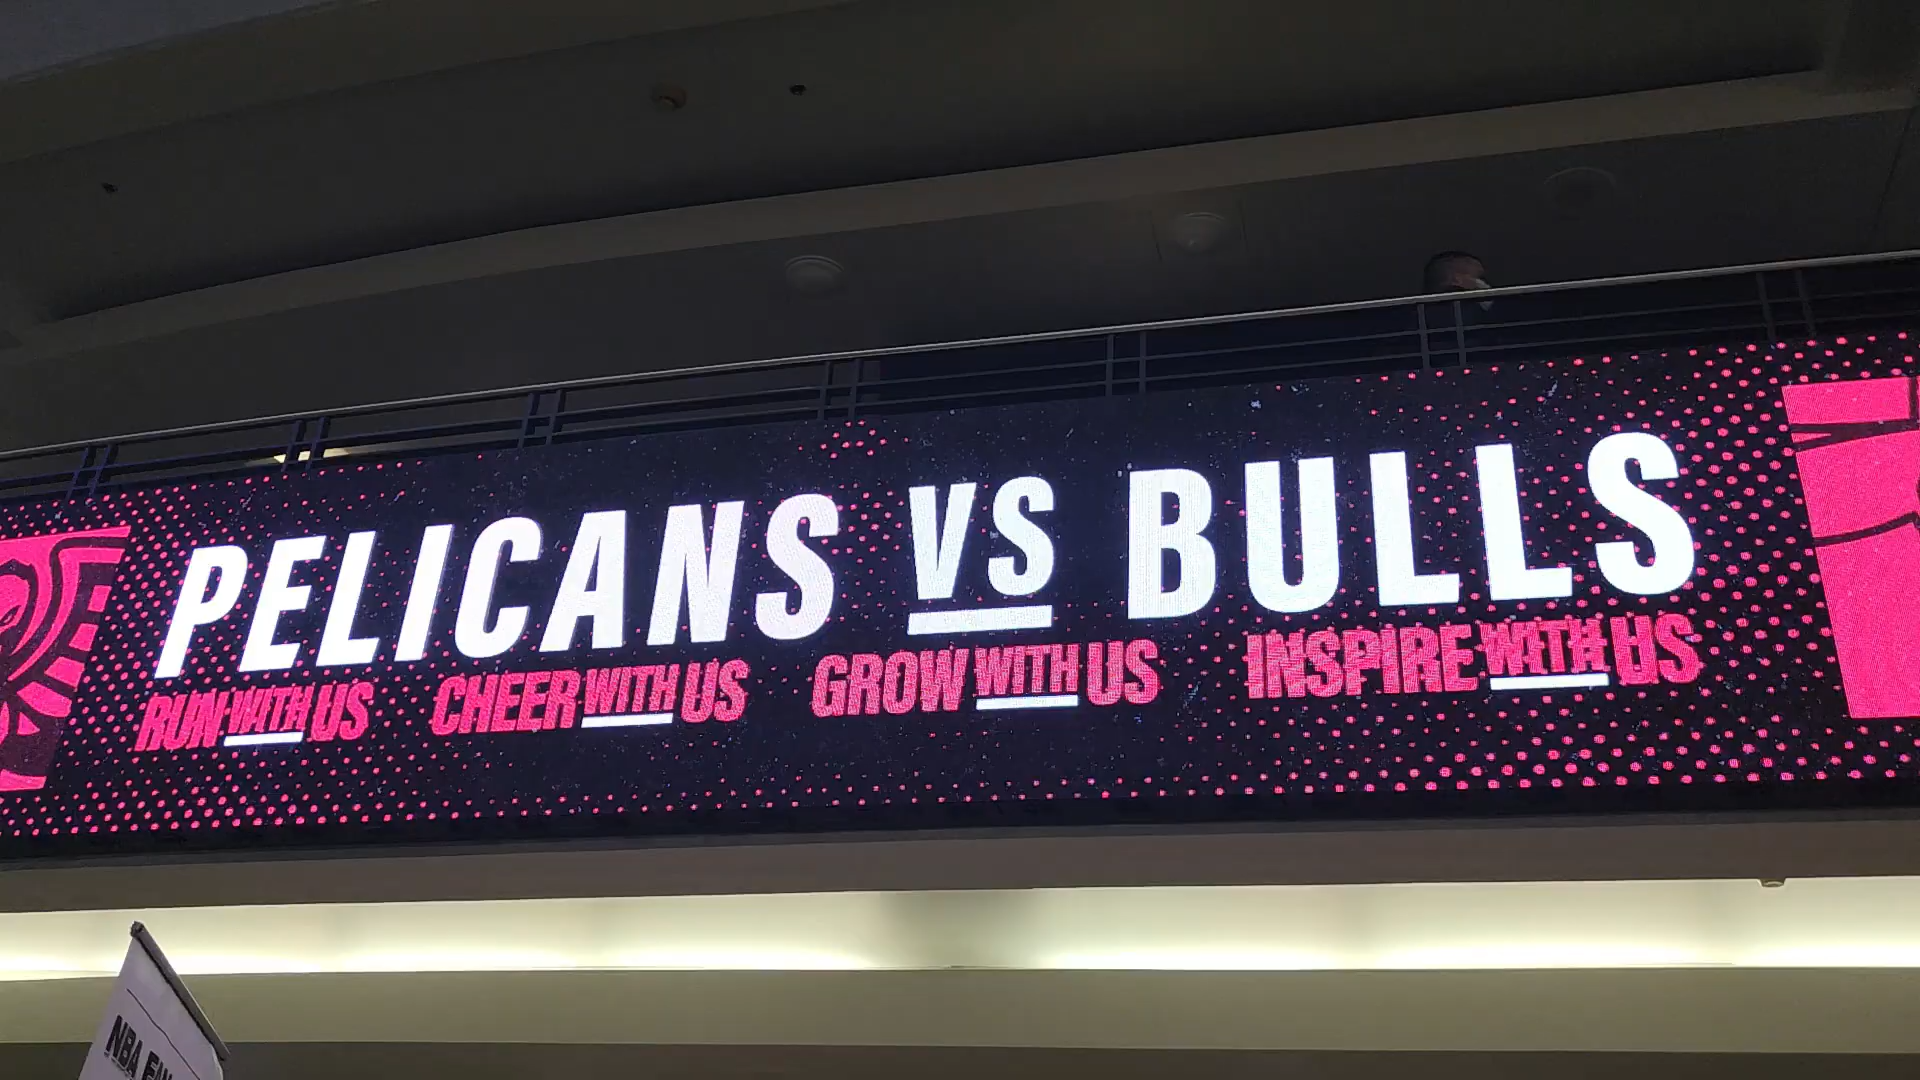 PELICANS VS BULLS
RUN WITH US CHEER WITH US GROW WITH US INSPIRE WITH US
NBA